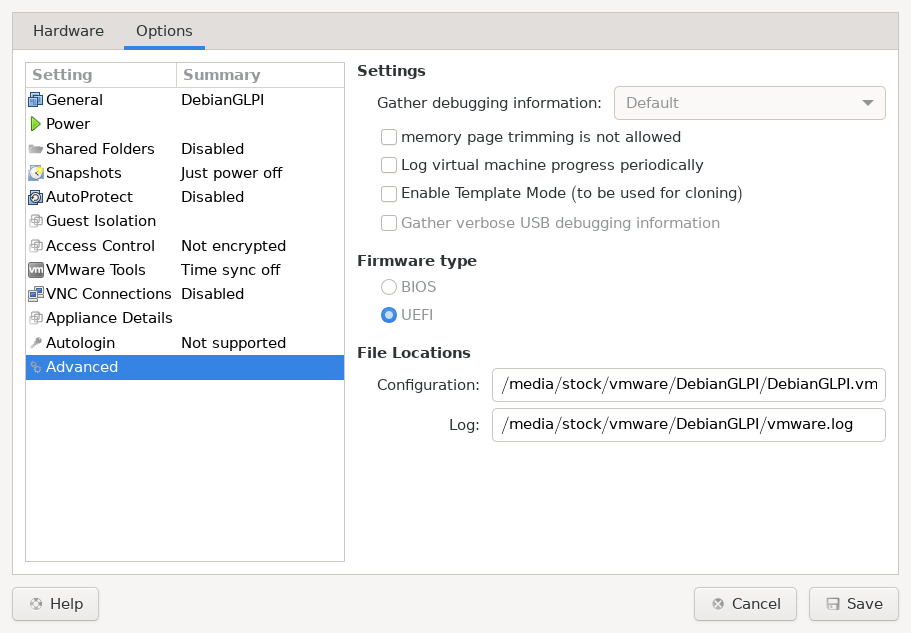 Hardware Options
Setting Summary
General DebianGLPI
Power
Shared Folders Disabled
Snapshots Just power off
AutoProtect Disabled
Guest Isolation
Access Control Not encrypted
vm VMware Tools Time sync off
VNC Connections Disabled
Appliance Details
Autologin Not supported
Advanced
Settings
Gather debugging information: Default
memory page trimming is not allowed
Log virtual machine progress periodically
Enable Template Mode (to be used for cloning)
Gather verbose USB debugging information
Firmware type
BIOS
UEFI
File Locations
Configuration: /media/stock/vmware/DebianGLPI/DebianGLPI.vm
Log: /media/stock/vmware/DebianGLPI/vmware.log
Help Cancel Save